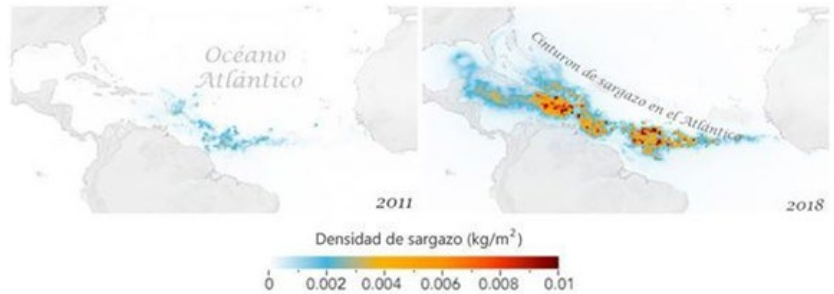 Océano
Atlántico
2011
Cinturon de sargazo en el Atlántico
2018
Densidad de sargazo (kg/m²)
0 0.002 0.004 0.006 0.008 0.01